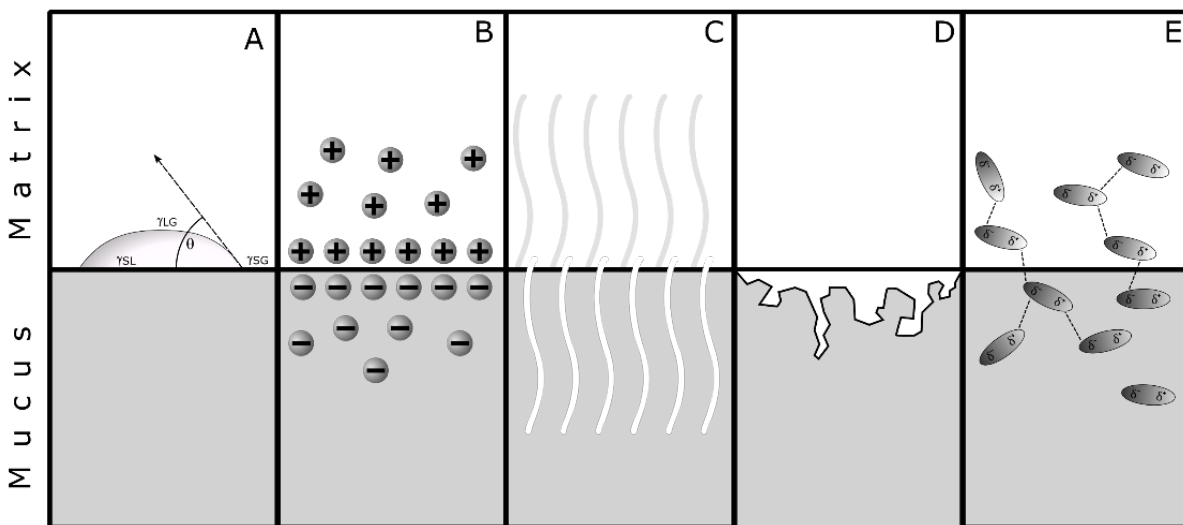 A
B
C
D
E
Matrix
Mucus
γLG
γSL
θ
γSG
+ + +
+ + +
+ + + + + +
− − − − − −
− − − −
−
δ- δ+
δ- δ+
δ- δ+
δ- δ+
δ- δ+
δ- δ+
δ- δ+
δ- δ+
δ- δ+
δ- δ+